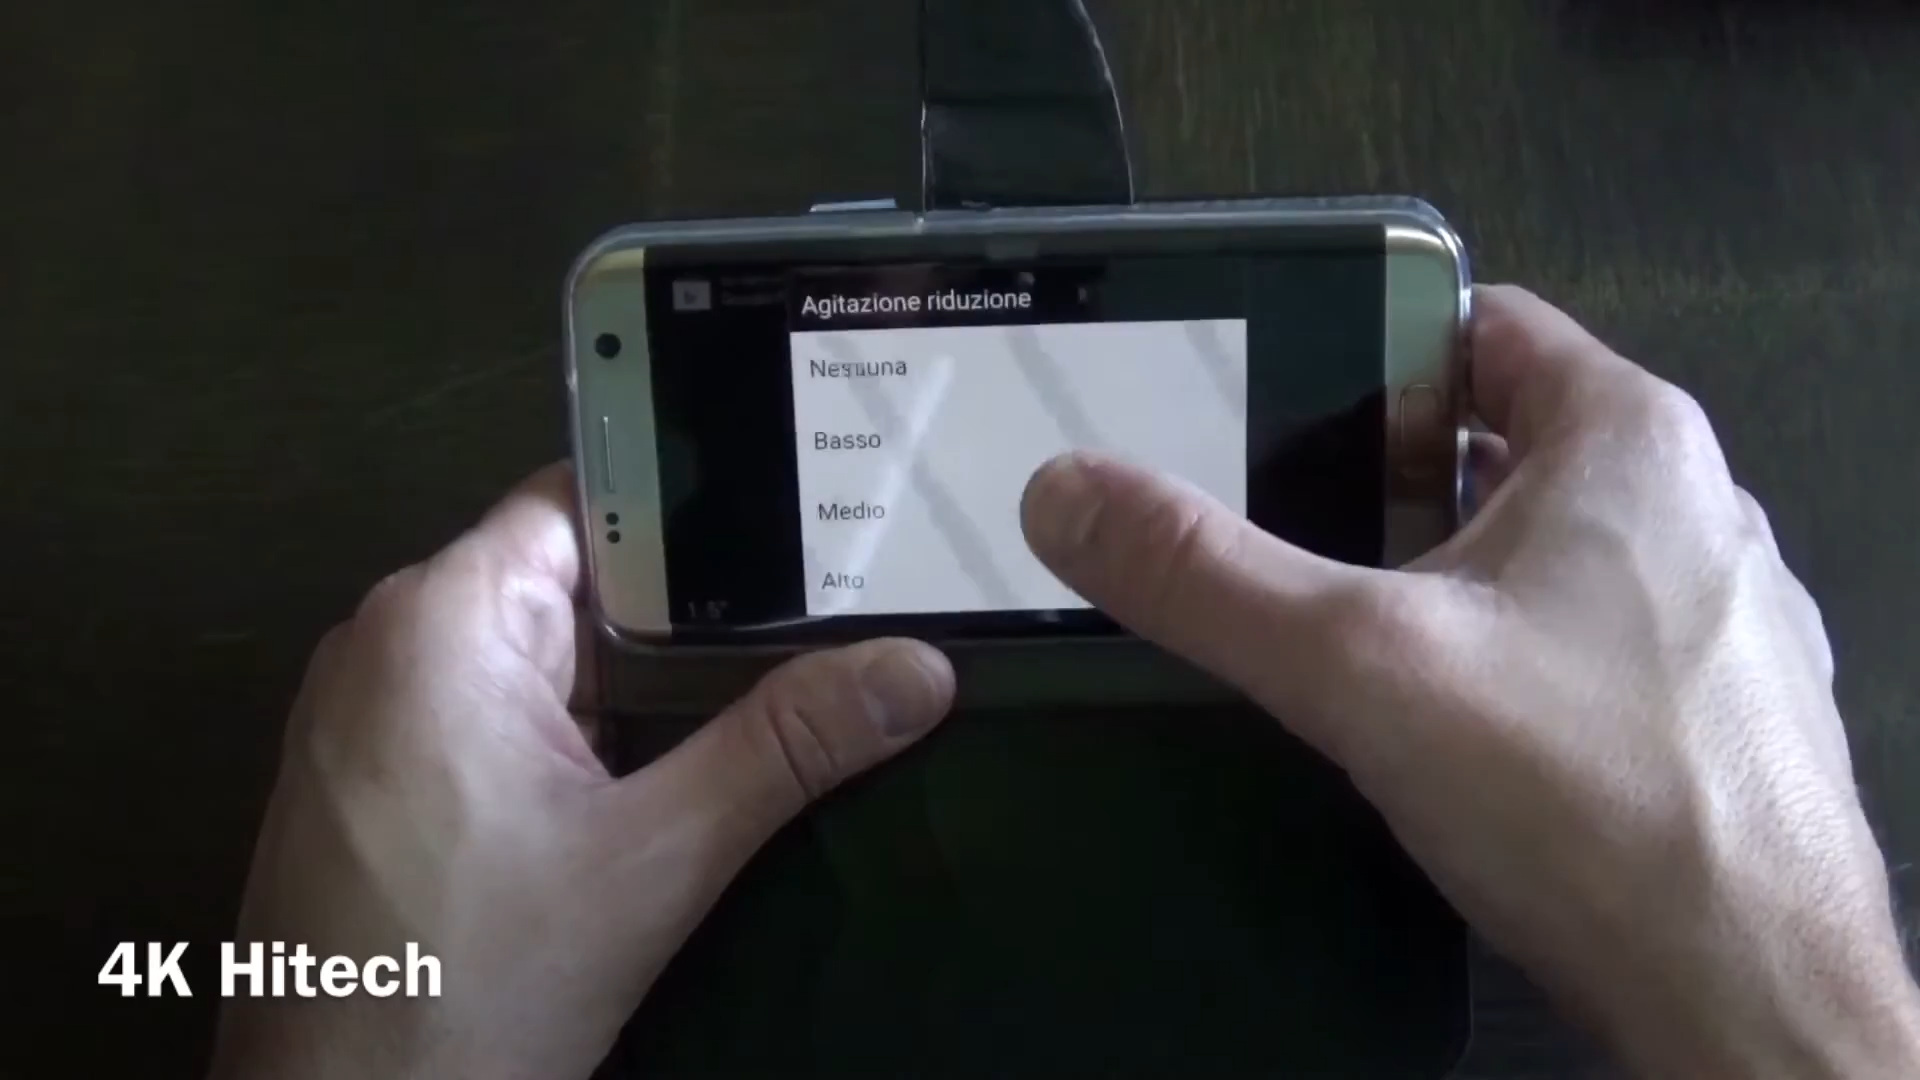 Agitazione riduzione
Nessuna
Basso
Medio
Alto
4K Hitech